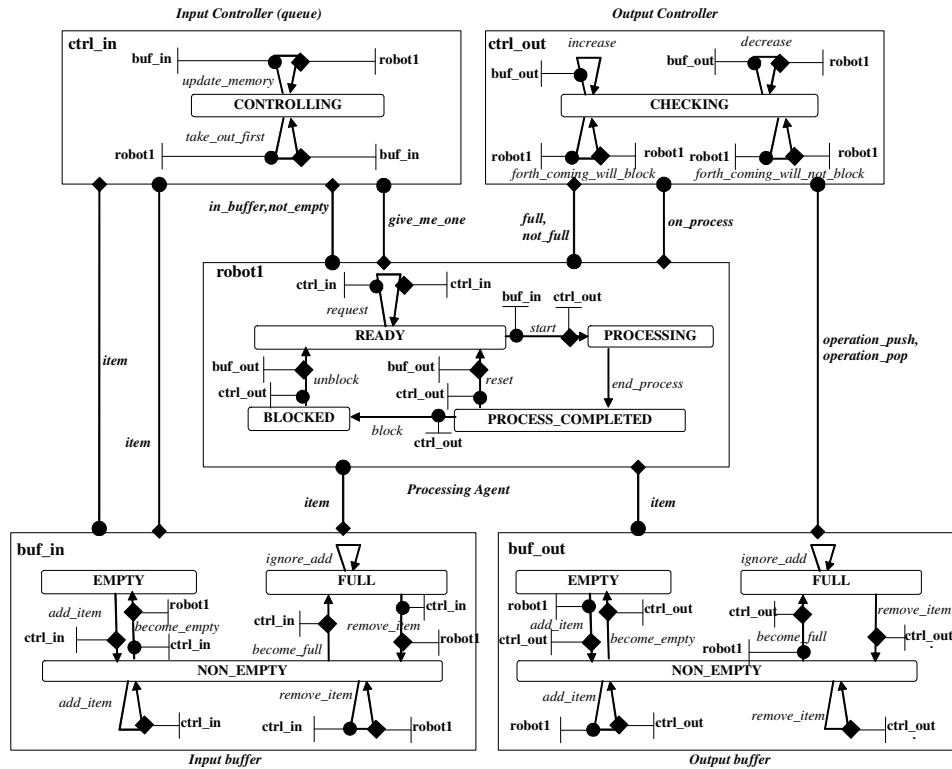 Input Controller (queue)
Output Controller
ctrl_in
buf_in
robot1
update_memory
CONTROLLING
take_out_first
robot1
buf_in
ctrl_out
increase
decrease
buf_out
buf_out
robot1
CHECKING
robot1
robot1
robot1
robot1
forth_coming_will_block
forth_coming_will_not_block
in_buffer,not_empty
give_me_one
full,
not_full
on_process
robot1
ctrl_in
ctrl_in
request
buf_in
ctrl_out
start
READY
PROCESSING
buf_out
unblock
ctrl_out
buf_out
reset
ctrl_out
end_process
BLOCKED
block
PROCESS_COMPLETED
ctrl_out
item
item
operation_push,
operation_pop
item
Processing Agent
item
buf_in
ignore_add
EMPTY
FULL
add_item
robot1
become_empty
ctrl_in
ctrl_in
ctrl_in
ctrl_in
remove_item
become_full
robot1
NON_EMPTY
add_item
ctrl_in
remove_item
ctrl_in
robot1
Input buffer
buf_out
ignore_add
EMPTY
FULL
robot1
ctrl_out
add_item
ctrl_out
become_empty
ctrl_out
remove_item
become_full
robot1
ctrl_out
NON_EMPTY
add_item
robot1
ctrl_out
remove_item
ctrl_out
Output buffer